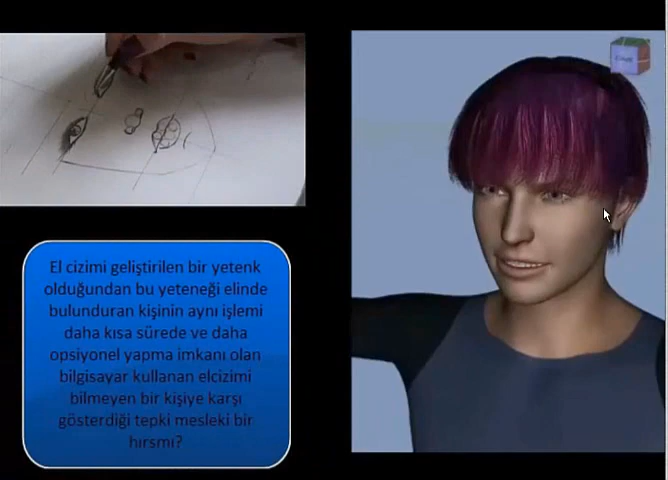 El cizimi geliştirilen bir yetenk
olduğundan bu yeteneği elinde
bulunduran kişinin aynı işlemi
daha kısa sürede ve daha
opsiyonel yapma imkanı olan
bilgisayar kullanan elcizimi
bilmeyen bir kişiye karşı
gösterdiği tepki mesleki bir
hırsmı?